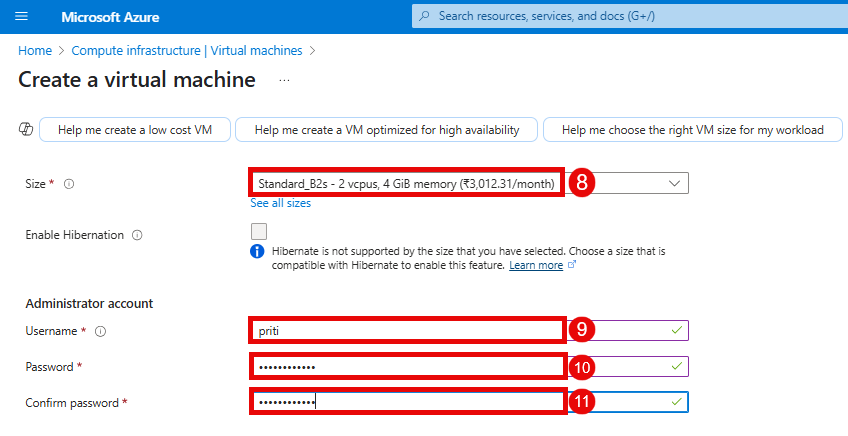 Microsoft Azure
Search resources, services, and docs (G+/)
Home > Compute infrastructure | Virtual machines >
Create a virtual machine ...
Help me create a low cost VM
Help me create a VM optimized for high availability
Help me choose the right VM size for my workload
Size *
Standard_B2s - 2 vcpus, 4 GiB memory (₹3,012.31/month)
8
See all sizes
Enable Hibernation
Hibernate is not supported by the size that you have selected. Choose a size that is
compatible with Hibernate to enable this feature. Learn more
Administrator account
Username *
priti
9
Password *
••••••••••••
10
Confirm password *
••••••••••••
11